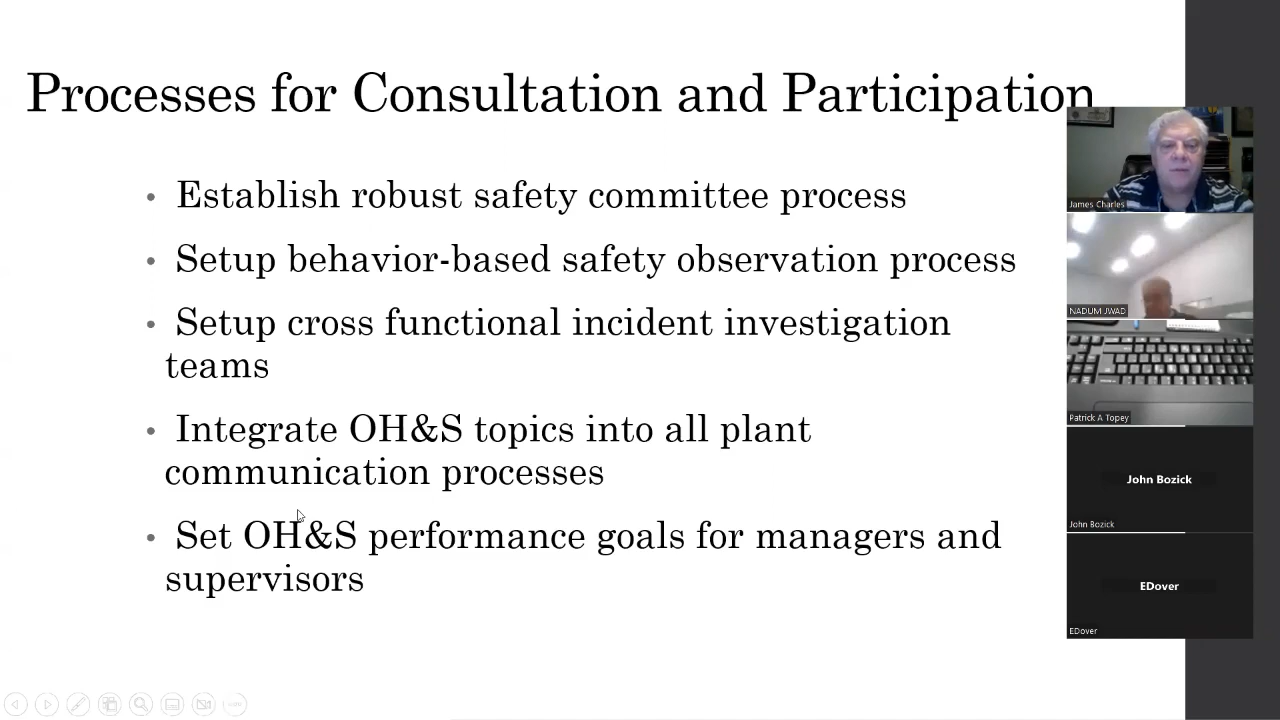 Processes for Consultation and Participation
• Establish robust safety committee process
• Setup behavior-based safety observation process
• Setup cross functional incident investigation
teams
• Integrate OH&S topics into all plant
communication processes
• Set OH&S performance goals for managers and
supervisors
James Charles
NADUM JWAD
Patrick A Topey
John Bozick
John Bozick
EDover
EDover